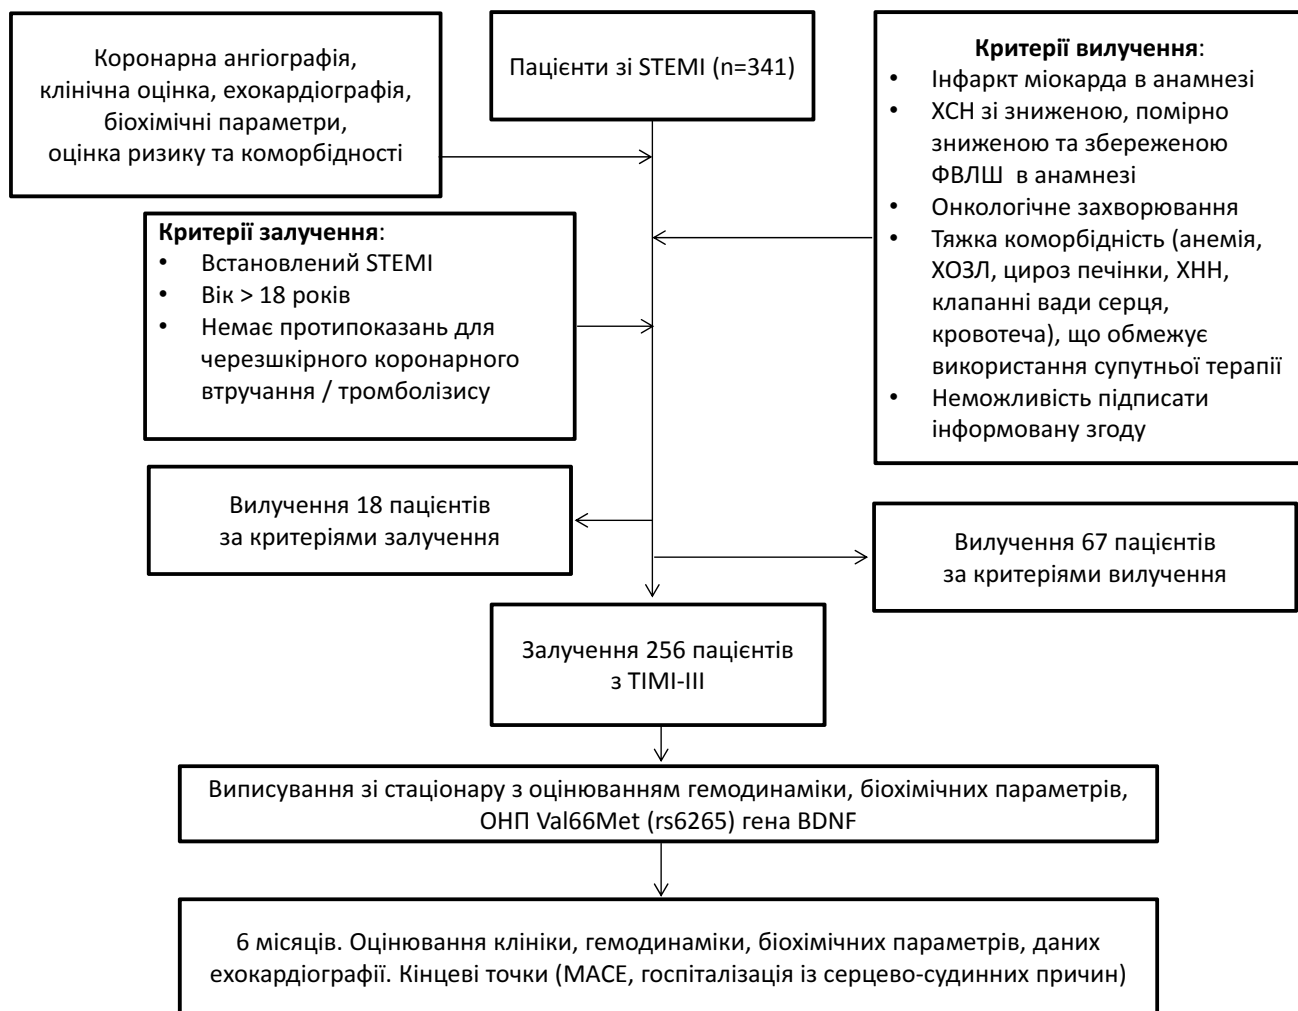 Коронарна ангіографія,
клінічна оцінка, ехокардіографія,
біохімічні параметри,
оцінка ризику та коморбідності
Пацієнти зі STEMI (n=341)
Критерії вилучення:
• Інфаркт міокарда в анамнезі
• ХСН зі зниженою, помірно
зниженою та збереженою
ФВЛШ в анамнезі
• Онкологічне захворювання
• Тяжка коморбідність (анемія,
ХОЗЛ, цироз печінки, ХНН,
клапанні вади серця,
кровотеча), що обмежує
використання супутньої терапії
• Неможливість підписати
інформовану згоду
Критерії залучення:
• Встановлений STEMI
• Вік > 18 років
• Немає протипоказань для
черезшкірного коронарного
втручання / тромболізису
Вилучення 18 пацієнтів
за критеріями залучення
Вилучення 67 пацієнтів
за критеріями вилучення
Залучення 256 пацієнтів
з TIMI-III
Виписування зі стаціонару з оцінюванням гемодинаміки, біохімічних параметрів,
ОНП Val66Met (rs6265) гена BDNF
6 місяців. Оцінювання клініки, гемодинаміки, біохімічних параметрів, даних
ехокардіографії. Кінцеві точки (MACE, госпіталізація із серцево-судинних причин)